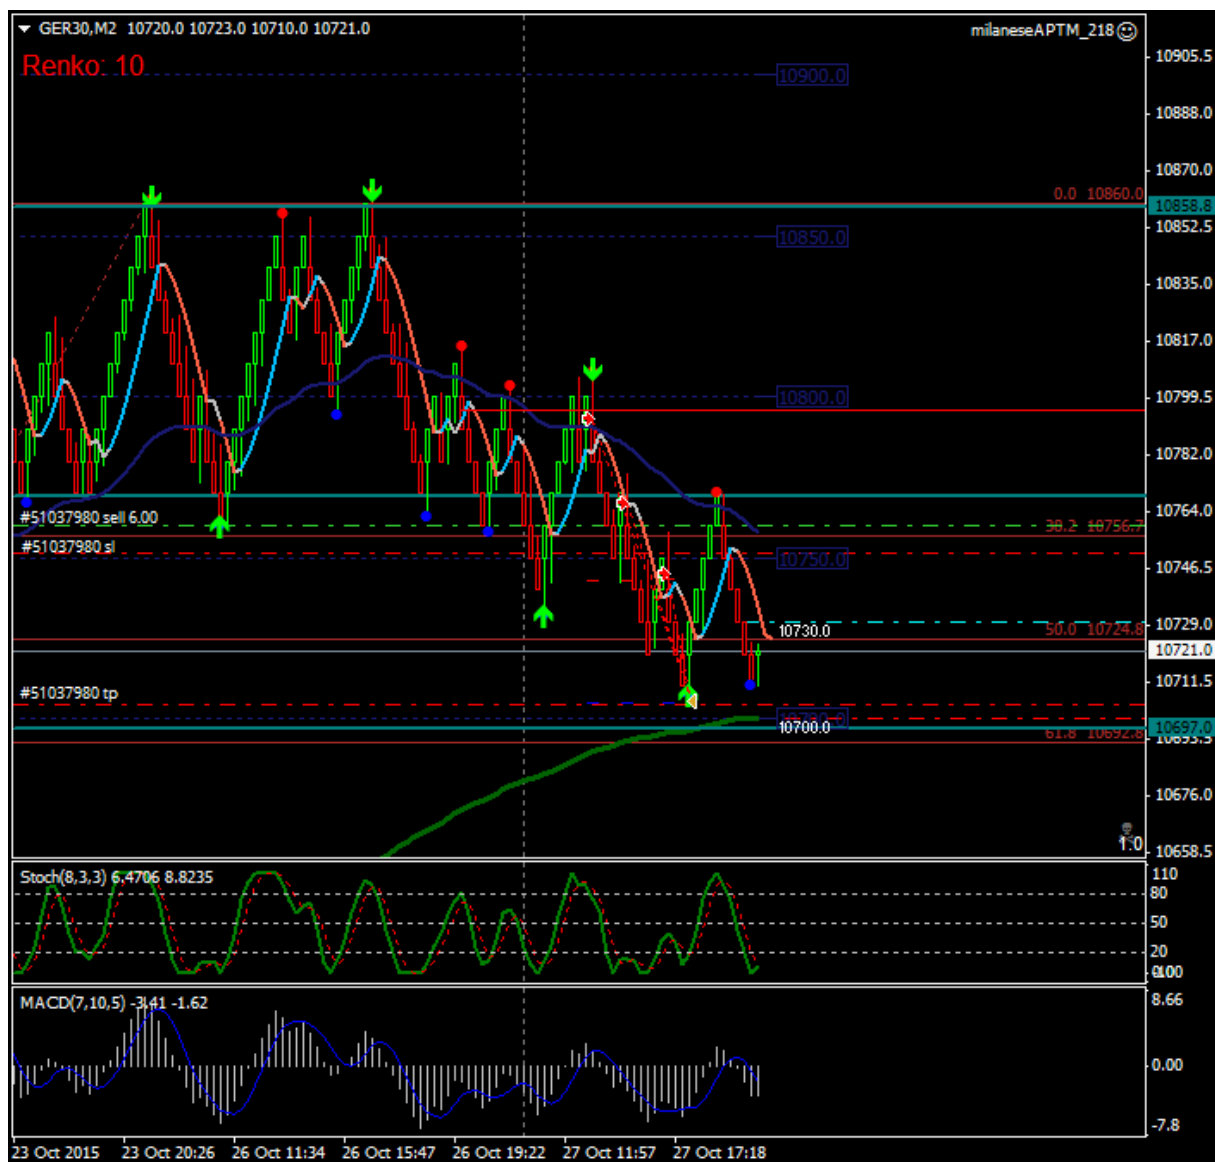 GER30,M2 10720.0 10723.0 10710.0 10721.0
milaneseAPTM_218
Renko: 10
10905.5
10900.0
10888.0
10870.0
0.0 10860.0
10858.8
10852.5
10850.0
10835.0
10817.0
10800.0
10799.5
10782.0
10764.0
#51037980 sell 6.00
38.2 10756.7
#51037980 sl
10750.0
10746.5
10730.0
10729.0
50.0 10724.8
10721.0
10711.5
#51037980 tp
10700.0
10697.0
61.8 10692.8
10676.0
1:0
10658.5
Stoch(8,3,3) 6.4706 8.8235
110
80
50
20
MACD(7,10,5) -3.41 -1.62
8.66
0.00
-7.8
23 Oct 2015
23 Oct 20:26
26 Oct 11:34
26 Oct 15:47
26 Oct 19:22
27 Oct 11:57
27 Oct 17:18